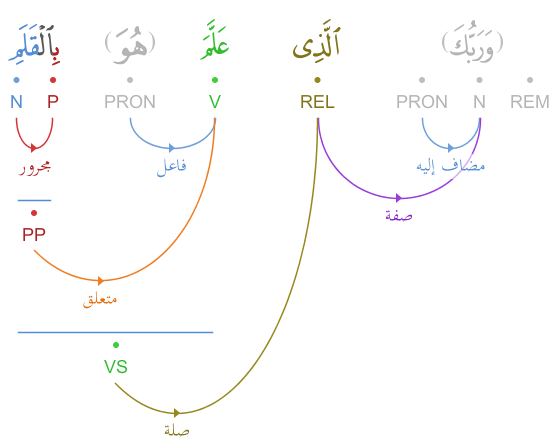 (وَرَبُّكَ) ٱلَّذِى عَلَّمَ (هُوَ) بِٱلْقَلَمِ
REM N PRON REL V PRON P N
مضاف إليه فاعل مجرور
صفة
PP
متعلق
VS
صلة